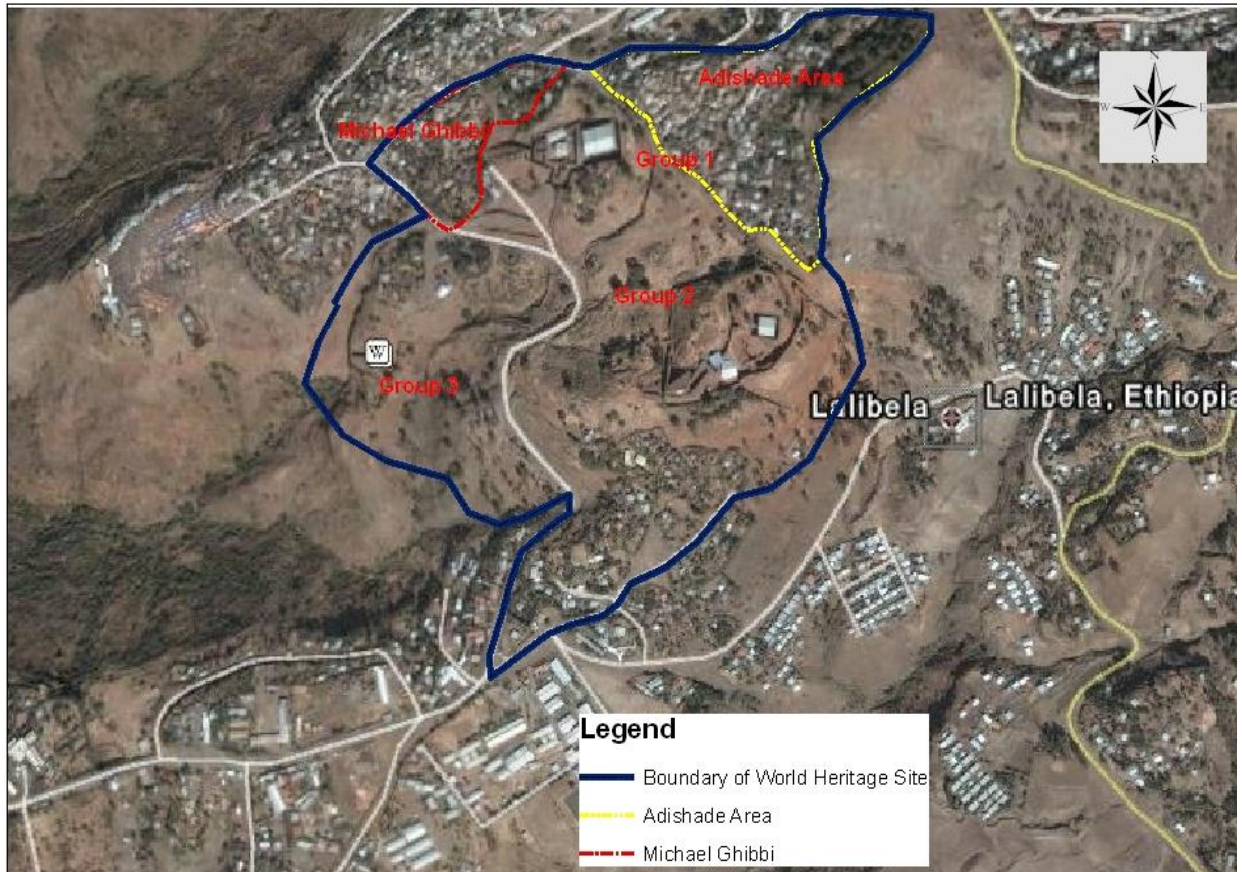 Adishade Area
N
W
E
S
Michael Ghibbi
Group 1
Group 2
W
Group 3
Lalibela
Lalibela, Ethiopia
Legend
Boundary of World Heritage Site
Adishade Area
Michael Ghibbi